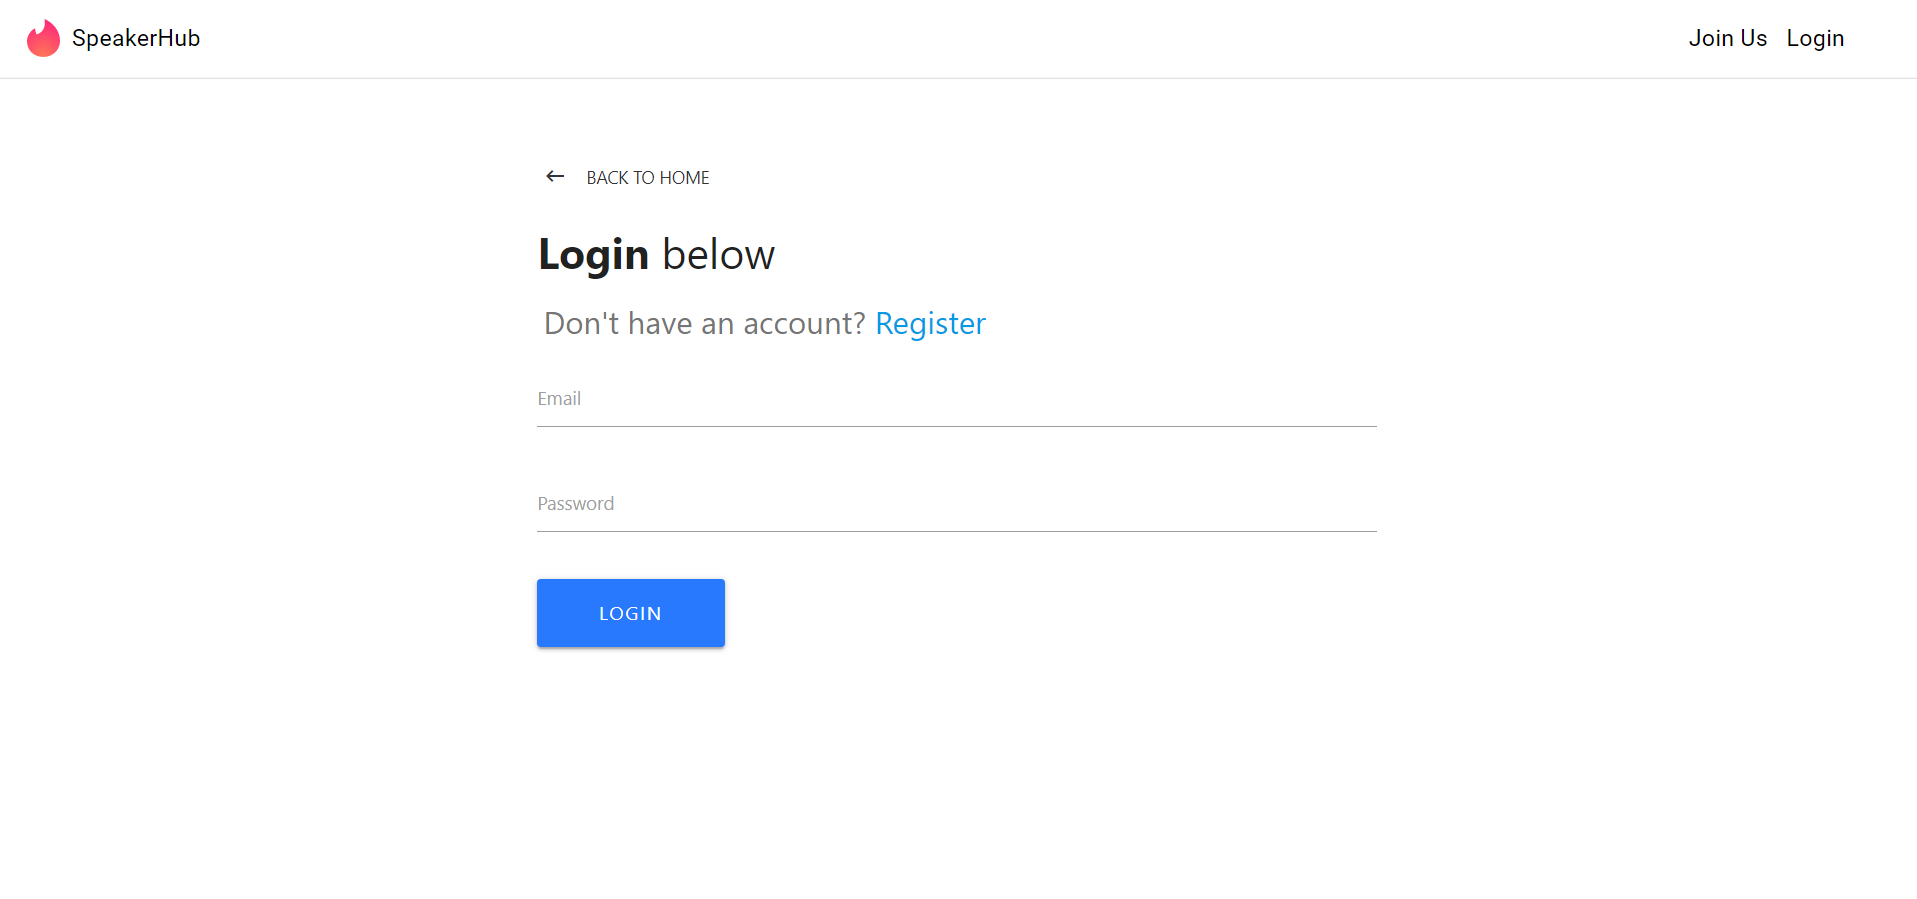 SpeakerHub
Join Us Login
BACK TO HOME
Login below
Don't have an account? Register
Email
Password
LOGIN